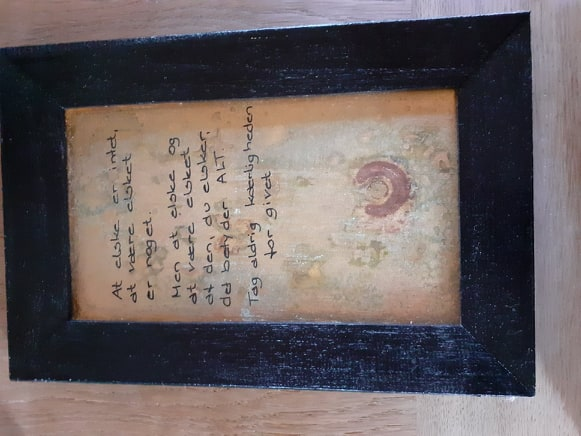 At elske er intet,
at være elsket
er noget.
Men at elske og
at være elsket
af den, du elsker,
det betyder ALT
Tag aldrig kærligheden
for givet